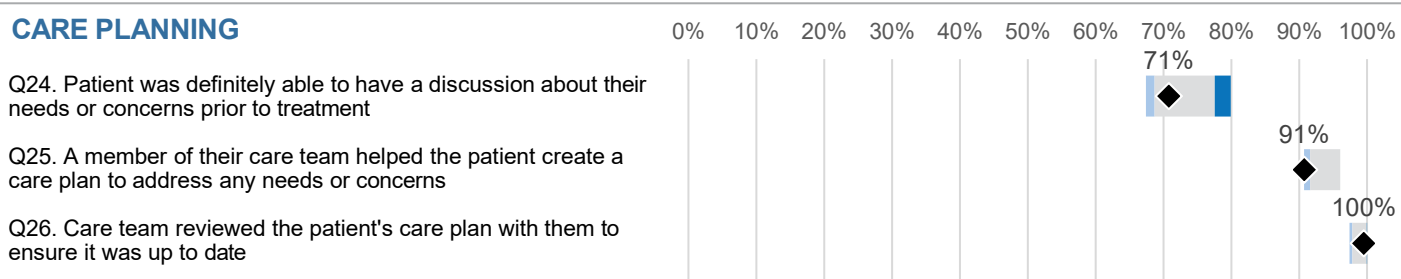 CARE PLANNING
0% 10% 20% 30% 40% 50% 60% 70% 80% 90% 100%
71%
Q24. Patient was definitely able to have a discussion about their
needs or concerns prior to treatment
91%
Q25. A member of their care team helped the patient create a
care plan to address any needs or concerns
100%
Q26. Care team reviewed the patient's care plan with them to
ensure it was up to date